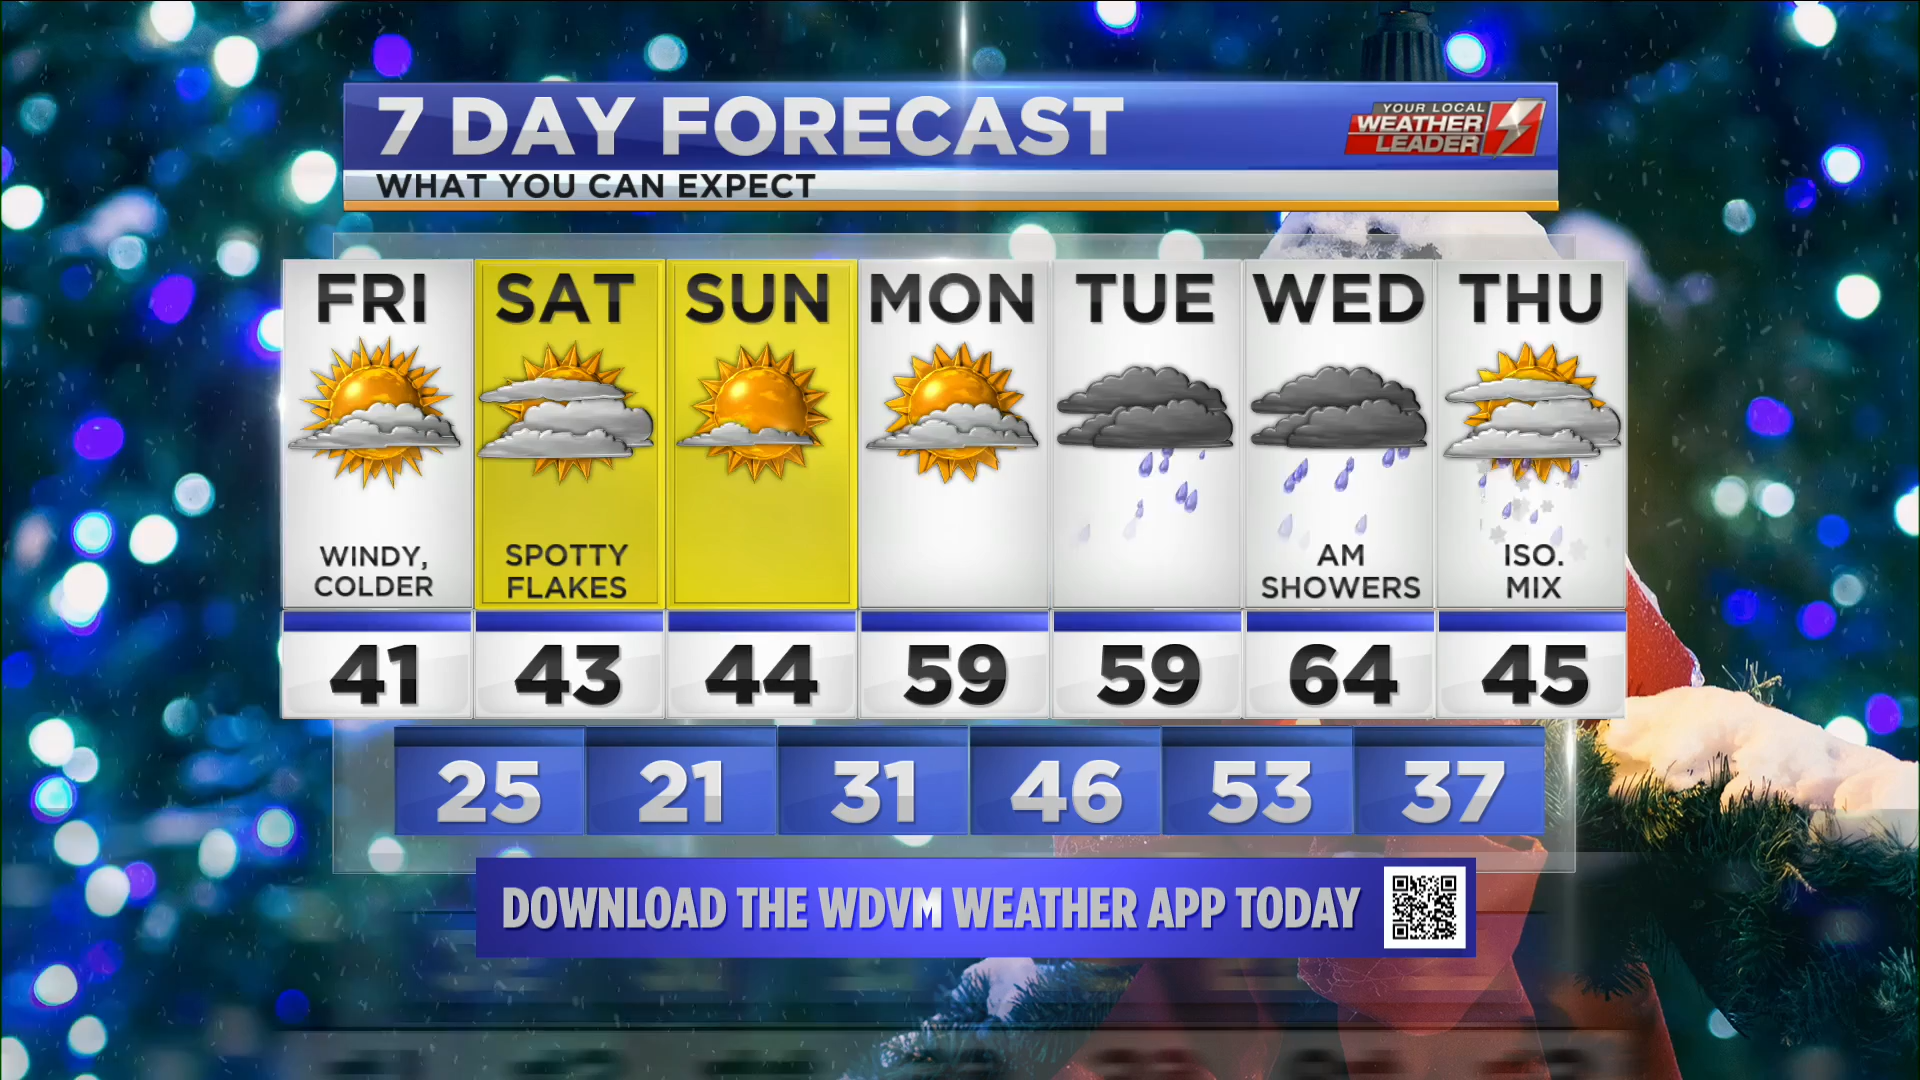 7 DAY FORECAST
YOUR LOCAL
WEATHER
LEADER
WHAT YOU CAN EXPECT
FRI SAT SUN MON TUE WED THU
WINDY,
COLDER
SPOTTY
FLAKES
AM
SHOWERS
ISO.
MIX
41 43 44 59 59 64 45
25 21 31 46 53 37
DOWNLOAD THE WDVM WEATHER APP TODAY